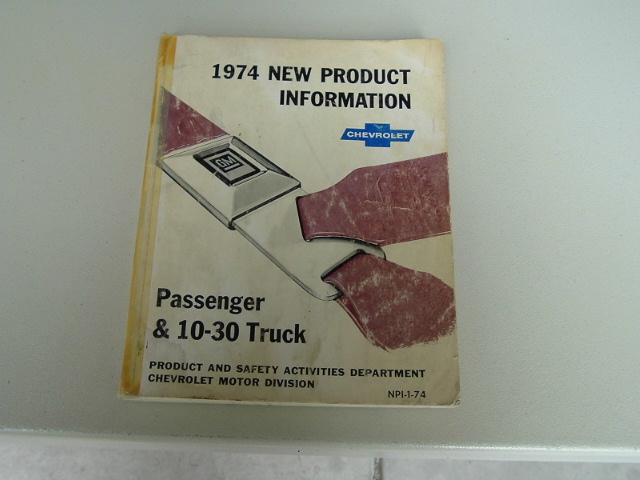 1974 NEW PRODUCT
INFORMATION
CHEVROLET
GM
Passenger
& 10-30 Truck
PRODUCT AND SAFETY ACTIVITIES DEPARTMENT
CHEVROLET MOTOR DIVISION
NPI-1-74